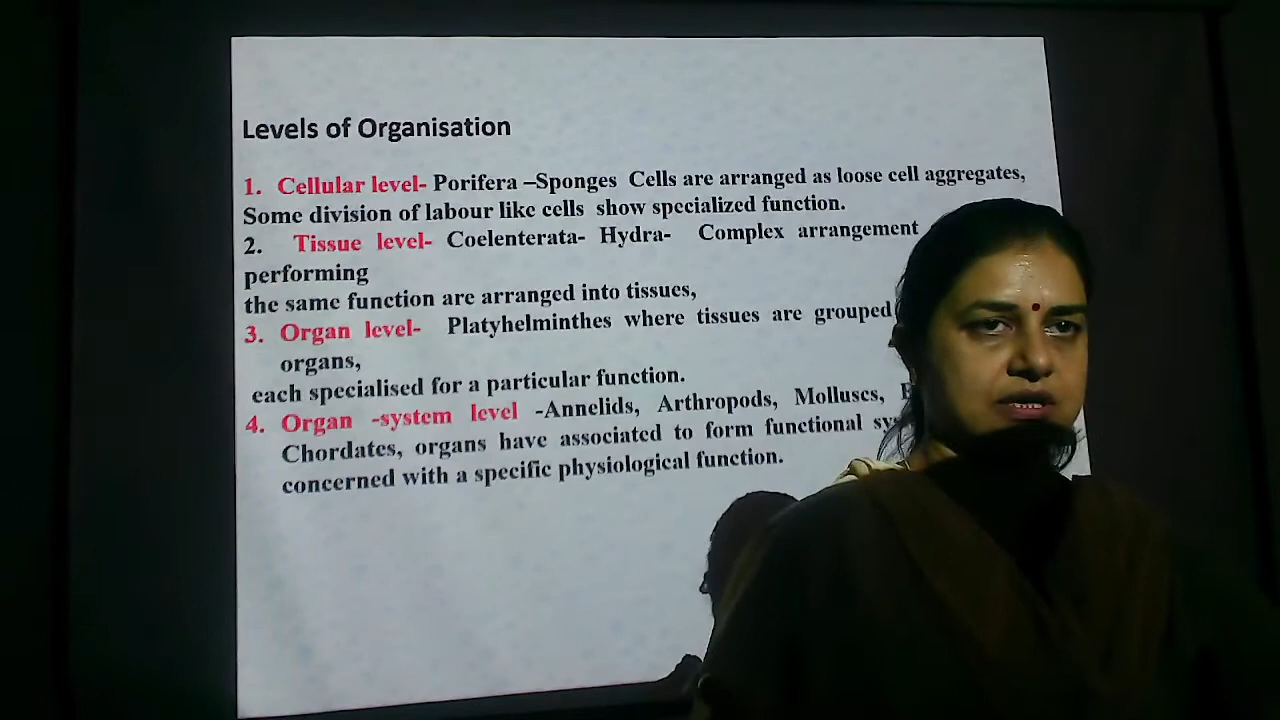 Levels of Organisation
1. Cellular level- Porifera –Sponges Cells are arranged as loose cell aggregates,
Some division of labour like cells show specialized function.
2. Tissue level- Coelenterata- Hydra- Complex arrangement
performing
the same function are arranged into tissues,
3. Organ level- Platyhelminthes where tissues are grouped
organs,
each specialised for a particular function.
4. Organ -system level -Annelids, Arthropods, Molluscs,
Chordates, organs have associated to form functional
concerned with a specific physiological function.